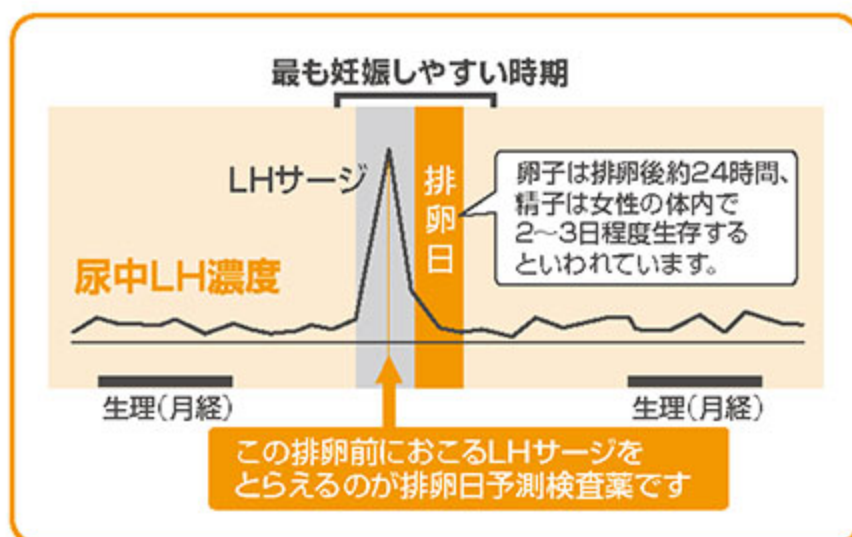 最も妊娠しやすい時期
LHサージ
排卵日
卵子は排卵後約24時間、
精子は女性の体内で
2〜3日程度生存する
といわれています。
尿中LH濃度
生理(月経)
生理(月経)
この排卵前におこるLHサージを
とらえるのが排卵日予測検査薬です